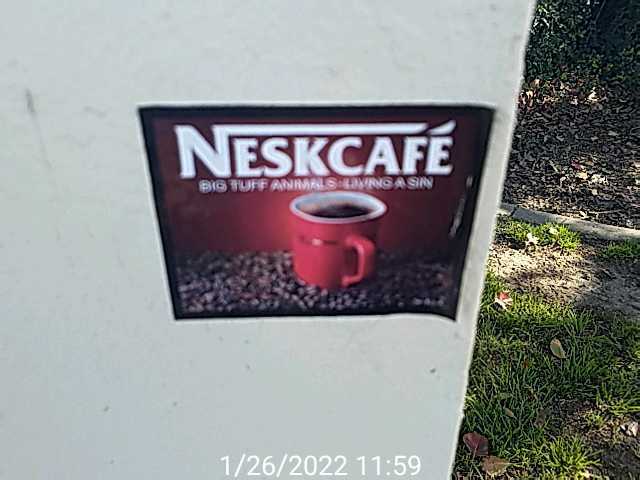 NESKCAFÉ
BIG TUFF ANIMALS - LIVING A SIN
1/26/2022 11:59